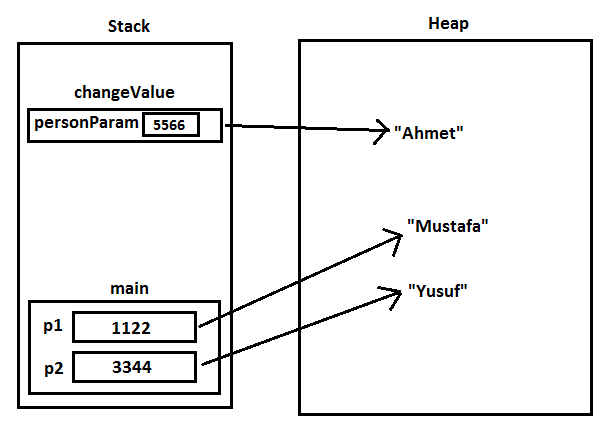 Stack
Heap
changeValue
personParam 5566
"Ahmet"
"Mustafa"
main
"Yusuf"
p1 1122
p2 3344